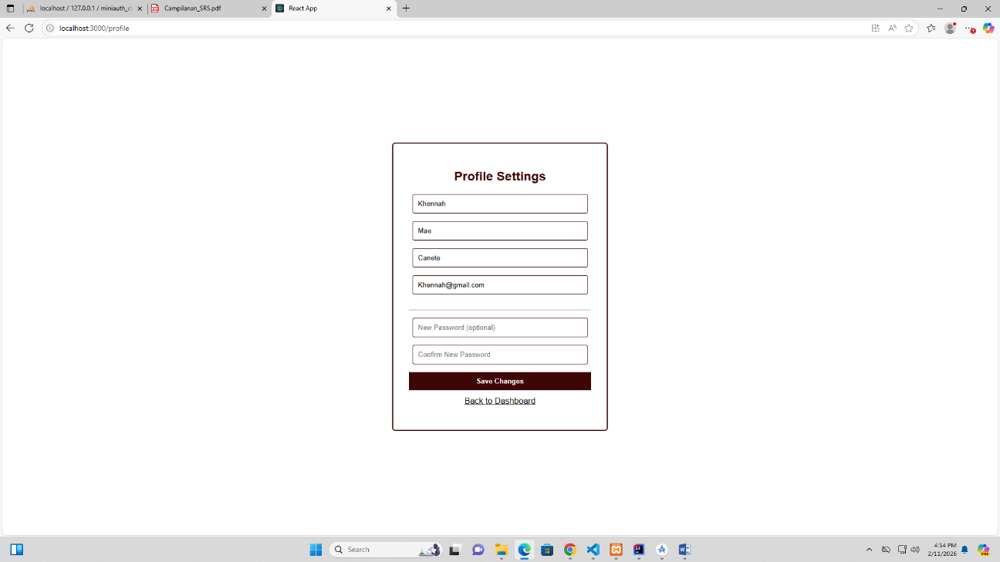 localhost / 127.0.0.1 / miniauth_d
Campilanan_SRS.pdf
React App
localhost:3000/profile
Profile Settings
Khennah
Mae
Canete
Khennah@gmail.com
New Password (optional)
Confirm New Password
Save Changes
Back to Dashboard
Search
4:54 PM
2/11/2026